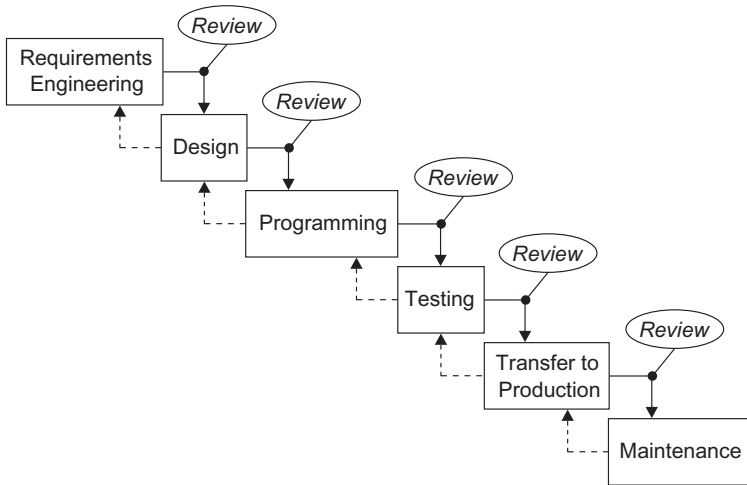 Review
Requirements
Engineering
Review
Design
Review
Programming
Review
Testing
Review
Transfer to
Production
Maintenance